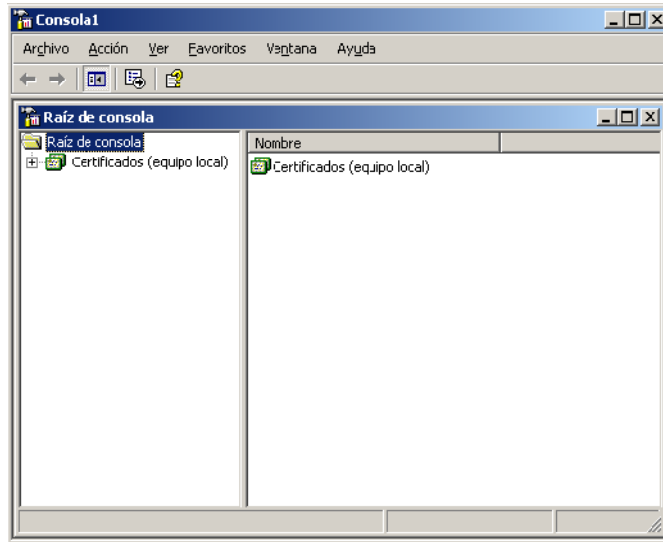 Consola1
Archivo Acción Ver Favoritos Ventana Ayuda
Raíz de consola
Raíz de consola
Certificados (equipo local)
Nombre
Certificados (equipo local)